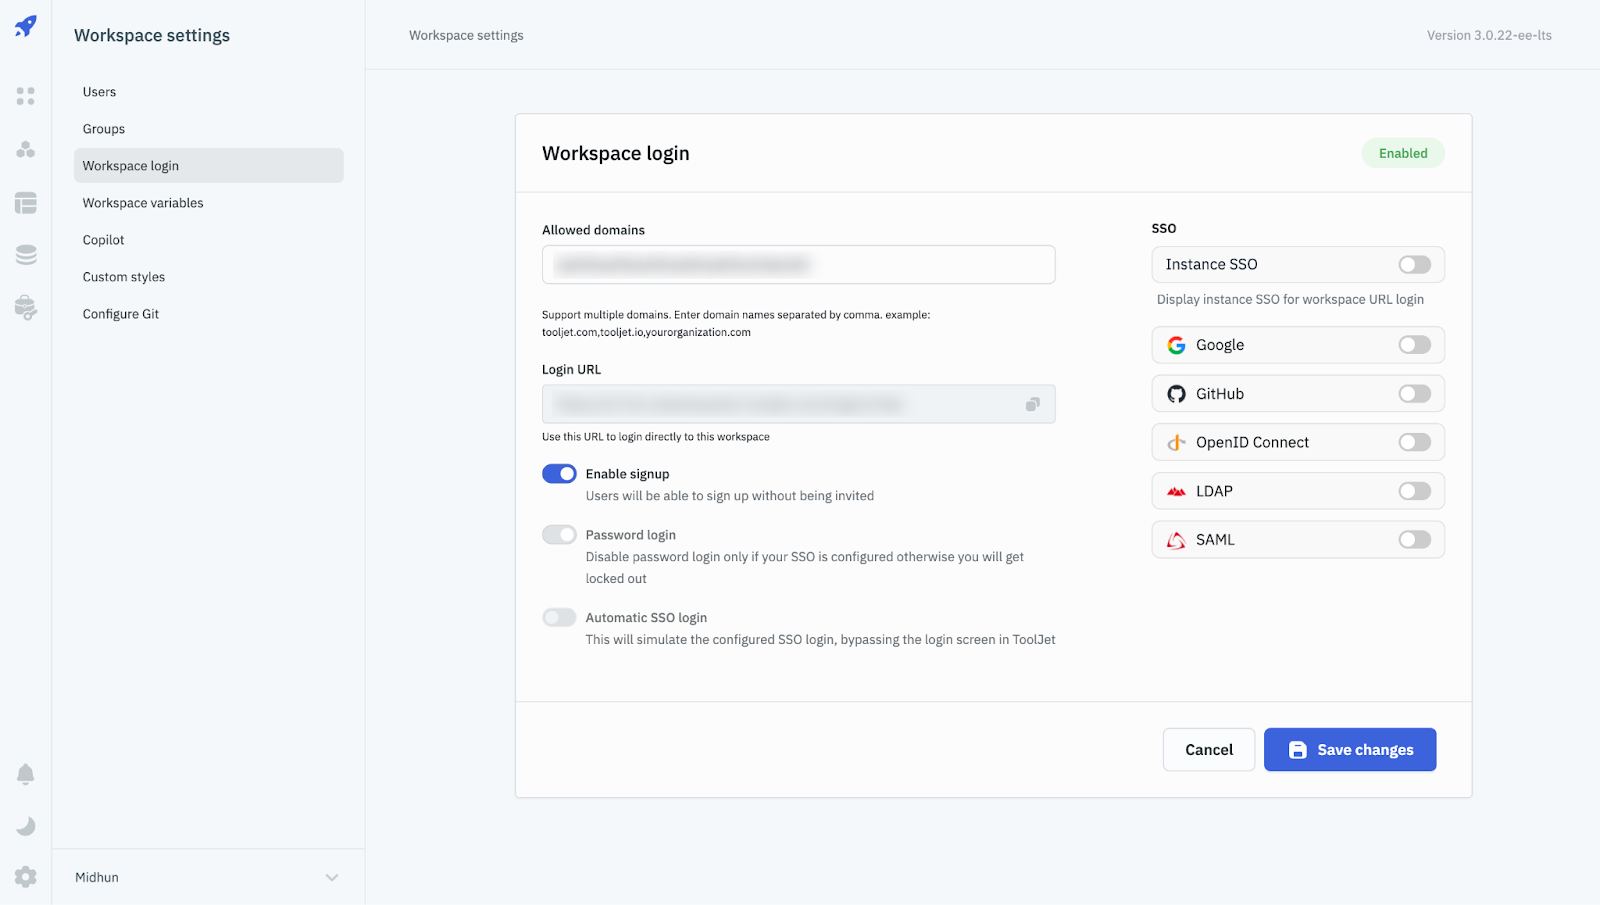 Workspace settings
Users
Groups
Workspace login
Workspace variables
Copilot
Custom styles
Configure Git
Midhun
Workspace settings
Version 3.0.22-ee-lts
Workspace login
Enabled
Allowed domains
Support multiple domains. Enter domain names separated by comma. example:
tooljet.com,tooljet.io,yourorganization.com
Login URL
Use this URL to login directly to this workspace
Enable signup
Users will be able to sign up without being invited
Password login
Disable password login only if your SSO is configured otherwise you will get
locked out
Automatic SSO login
This will simulate the configured SSO login, bypassing the login screen in ToolJet
SSO
Instance SSO
Display instance SSO for workspace URL login
Google
GitHub
OpenID Connect
LDAP
SAML
Cancel
Save changes